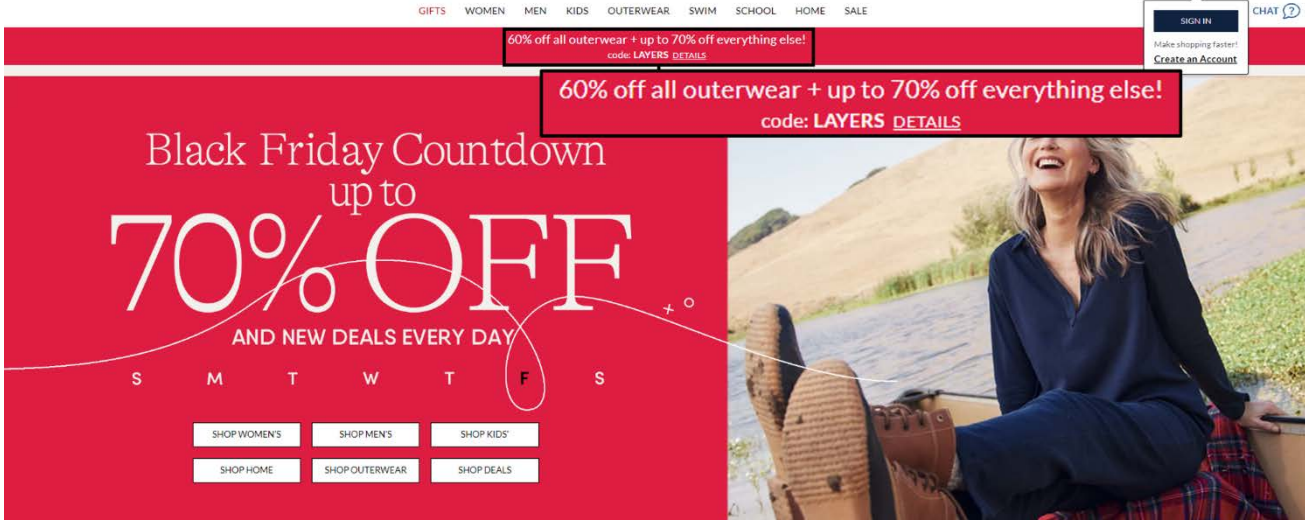 GIFTS WOMEN MEN KIDS OUTERWEAR SWIM SCHOOL HOME SALE
SIGN IN
CHAT ?
Make shopping faster!
Create an Account
60% off all outerwear + up to 70% off everything else!
code: LAYERS DETAILS
60% off all outerwear + up to 70% off everything else!
code: LAYERS DETAILS
Black Friday Countdown
up to
70% OFF
AND NEW DEALS EVERY DAY
S M T W T F S
SHOP WOMEN'S SHOP MEN'S SHOP KIDS'
SHOP HOME SHOP OUTERWEAR SHOP DEALS